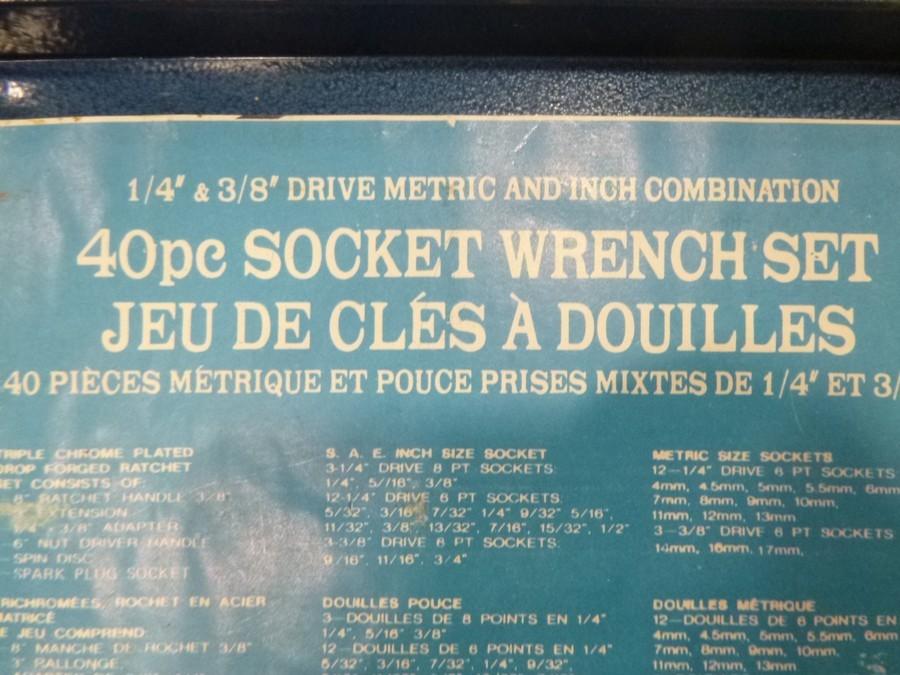 1/4" & 3/8" DRIVE METRIC AND INCH COMBINATION
40pc SOCKET WRENCH SET
JEU DE CLÉS À DOUILLES
40 PIÈCES MÉTRIQUE ET POUCE PRISES MIXTES DE 1/4" ET 3/
TRIPLE CHROME PLATED
DROP FORGED RATCHET
SET CONSISTS OF:
8" RATCHET HANDLE 3/8"
EXTENSION
3/8" ADAPTER
6" NUT DRIVER HANDLE
SPIN DISC
SPARK PLUG SOCKET
S. A. E. INCH SIZE SOCKET
3-1/4" DRIVE 8 PT SOCKETS:
1/4", 5//16", 3/8"
12-1/4" DRIVE 6 PT SOCKETS:
5/32", 3/16", 7/32" 1/4" 9/32" 5/16",
11/32", 3/8", 13/32", 7/16", 15/32", 1/2"
3-3/8" DRIVE 6 PT SOCKETS:
9/16", 11/16", 3/4"
METRIC SIZE SOCKETS
12—1/4" DRIVE 6 PT SOCKETS
4mm, 4.5mm, 5mm, 5.5mm, 6mm
7mm, 8mm, 9mm, 10mm,
11mm, 12mm, 13mm
3—3/8" DRIVE 6 PT SOCKETS
14mm, 16mm, 17mm,
RICHROMÉES, ROCHET EN ACIER
MATRICÉ
E JEU COMPREND:
8" MANCHE DE ROCHET 3/8"
3" RALLONGE,
DOUILLES POUCE
3—DOUILLES DE 8 POINTS EN 1/4"
1/4", 5/16" 3/8"
12—DOUILLES DE 6 POINTS EN 1/4"
5/32", 3/16", 7/32", 1/4", 9/32",
DOUILLES MÉTRIQUE
12—DOUILLES DE 6 POINTS EN
4mm, 4.5mm, 5mm, 5.5mm, 6mm
7mm, 8mm, 9mm, 10mm,
11mm, 12mm, 13mm